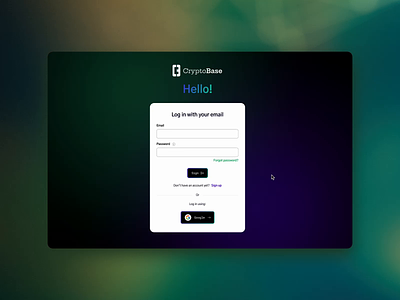 CryptoBase
Hello!
Log in with your email
Email
Password
Forgot password?
Sign In
Don't have an account yet? Sign up
or
Log in using:
Google